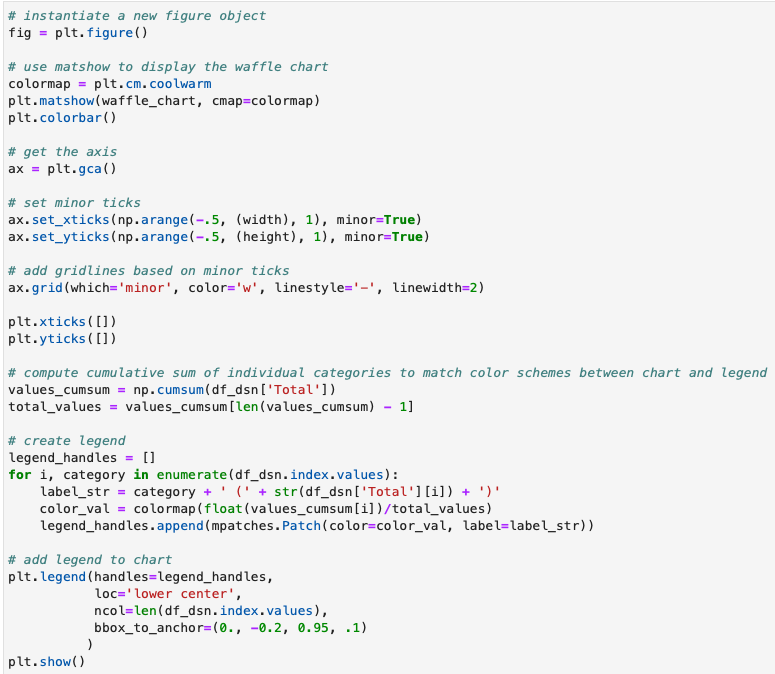 # instantiate a new figure object
fig = plt.figure()
# use matshow to display the waffle chart
colormap = plt.cm.coolwarm
plt.matshow(waffle_chart, cmap=colormap)
plt.colorbar()
# get the axis
ax = plt.gca()
# set minor ticks
ax.set_xticks(np.arange(-.5, (width), 1), minor=True)
ax.set_yticks(np.arange(-.5, (height), 1), minor=True)
# add gridlines based on minor ticks
ax.grid(which='minor', color='w', linestyle='-', linewidth=2)
plt.xticks([])
plt.yticks([])
# compute cumulative sum of individual categories to match color schemes between chart and legend
values_cumsum = np.cumsum(df_dsn['Total'])
total_values = values_cumsum[len(values_cumsum) - 1]
# create legend
legend_handles = []
for i, category in enumerate(df_dsn.index.values):
    label_str = category + ' (' + str(df_dsn['Total'][i]) + ')'
    color_val = colormap(float(values_cumsum[i])/total_values)
    legend_handles.append(mpatches.Patch(color=color_val, label=label_str))
# add legend to chart
plt.legend(handles=legend_handles,
           loc='lower center',
           ncol=len(df_dsn.index.values),
           bbox_to_anchor=(0., -0.2, 0.95, .1)
          )
plt.show()